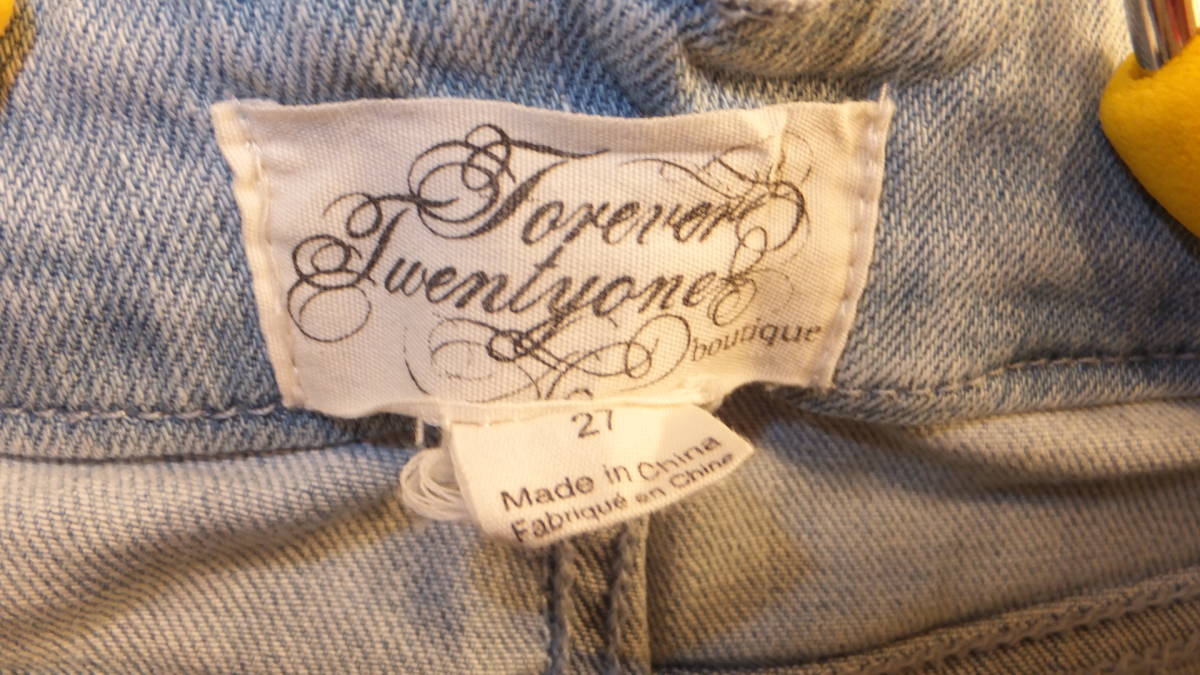 Forever
Twentyone
boutique
27
Made in China
Fabriqué en Chine